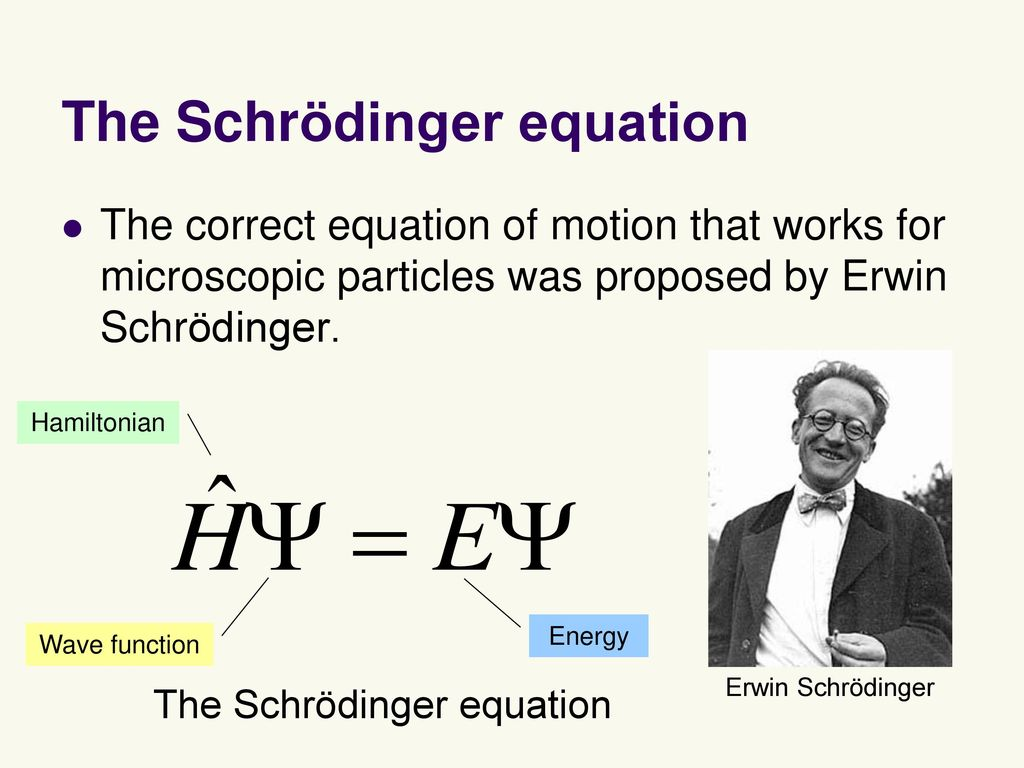 The Schrödinger equation
● The correct equation of motion that works for
microscopic particles was proposed by Erwin
Schrödinger.
Hamiltonian
ĤΨ = EΨ
Wave function
Energy
The Schrödinger equation
Erwin Schrödinger